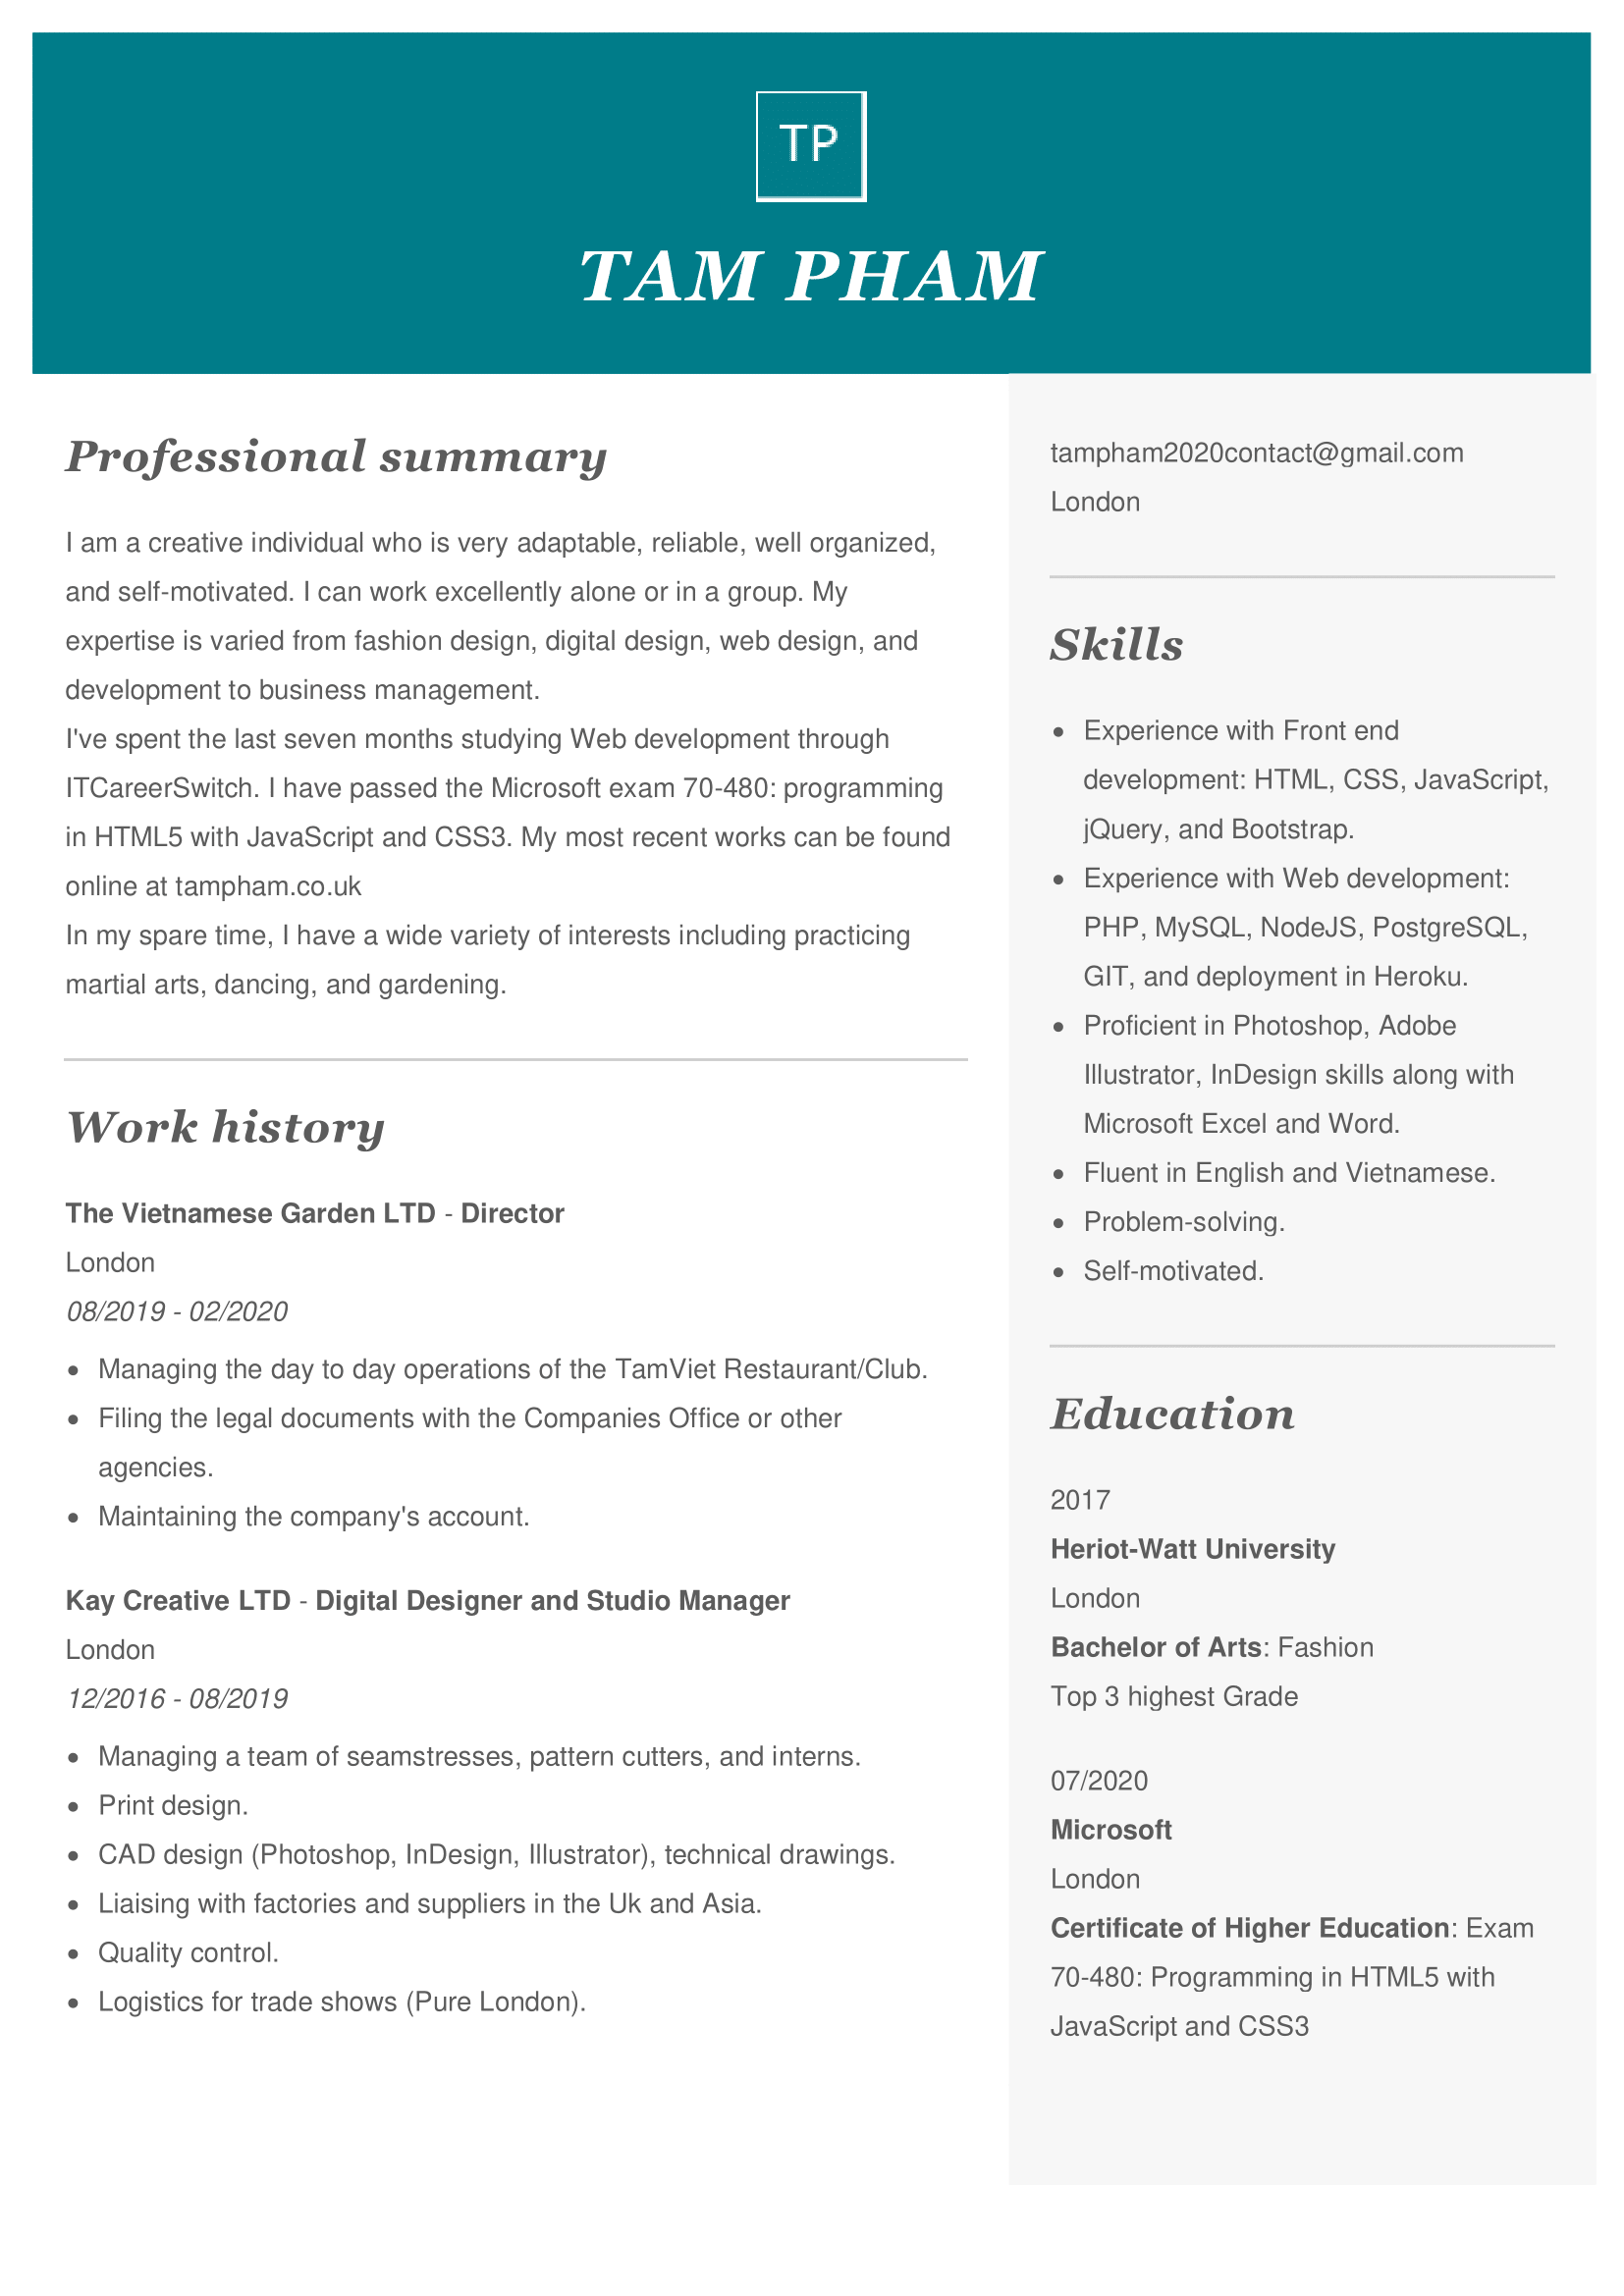 TP
TAM PHAM
Professional summary
I am a creative individual who is very adaptable, reliable, well organized,
and self-motivated. I can work excellently alone or in a group. My
expertise is varied from fashion design, digital design, web design, and
development to business management.
I've spent the last seven months studying Web development through
ITCareerSwitch. I have passed the Microsoft exam 70-480: programming
in HTML5 with JavaScript and CSS3. My most recent works can be found
online at tampham.co.uk
In my spare time, I have a wide variety of interests including practicing
martial arts, dancing, and gardening.
Work history
The Vietnamese Garden LTD - Director
London
08/2019 - 02/2020
• Managing the day to day operations of the TamViet Restaurant/Club.
• Filing the legal documents with the Companies Office or other
agencies.
• Maintaining the company's account.
Kay Creative LTD - Digital Designer and Studio Manager
London
12/2016 - 08/2019
• Managing a team of seamstresses, pattern cutters, and interns.
• Print design.
• CAD design (Photoshop, InDesign, Illustrator), technical drawings.
• Liaising with factories and suppliers in the Uk and Asia.
• Quality control.
• Logistics for trade shows (Pure London).
tampham2020contact@gmail.com
London
Skills
• Experience with Front end
development: HTML, CSS, JavaScript,
jQuery, and Bootstrap.
• Experience with Web development:
PHP, MySQL, NodeJS, PostgreSQL,
GIT, and deployment in Heroku.
• Proficient in Photoshop, Adobe
Illustrator, InDesign skills along with
Microsoft Excel and Word.
• Fluent in English and Vietnamese.
• Problem-solving.
• Self-motivated.
Education
2017
Heriot-Watt University
London
Bachelor of Arts: Fashion
Top 3 highest Grade
07/2020
Microsoft
London
Certificate of Higher Education: Exam
70-480: Programming in HTML5 with
JavaScript and CSS3